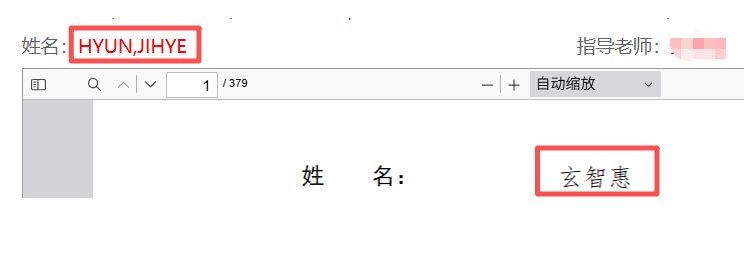 姓名：HYUN,JIHYE 指导老师：
1 / 379 自动缩放
姓 名： 玄智惠